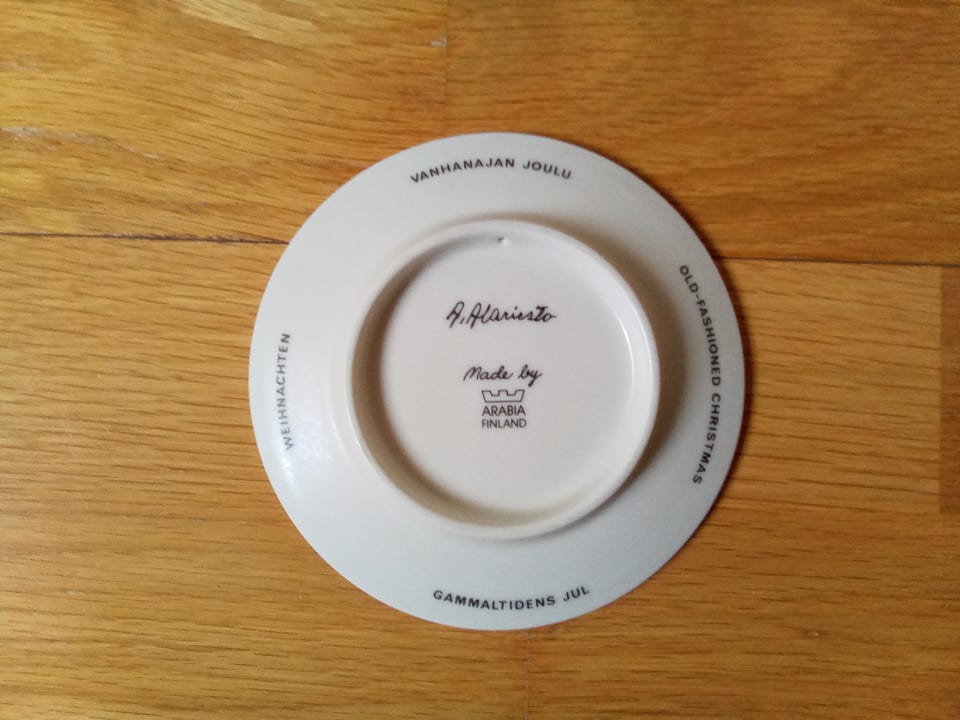 VANHANAJAN JOULU
OLD-FASHIONED CHRISTMAS
GAMMALTIDENS JUL
WEIHNACHTEN
A. Alariesto
Made by
ARABIA
FINLAND